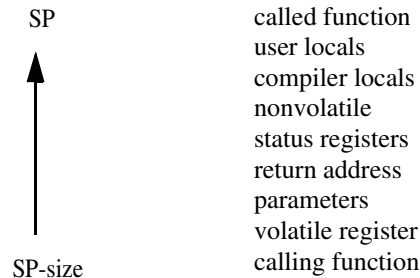 SP called function
user locals
compiler locals
nonvolatile
status registers
return address
parameters
volatile register
SP-size calling function